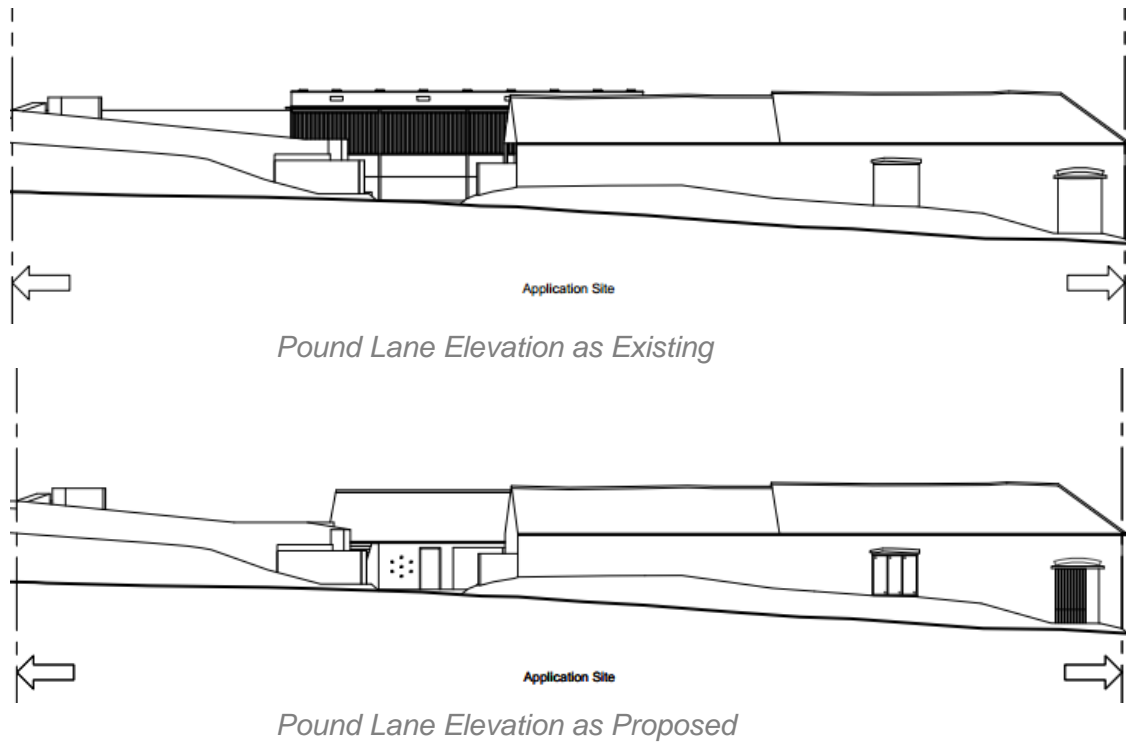 Application Site
Pound Lane Elevation as Existing
Application Site
Pound Lane Elevation as Proposed